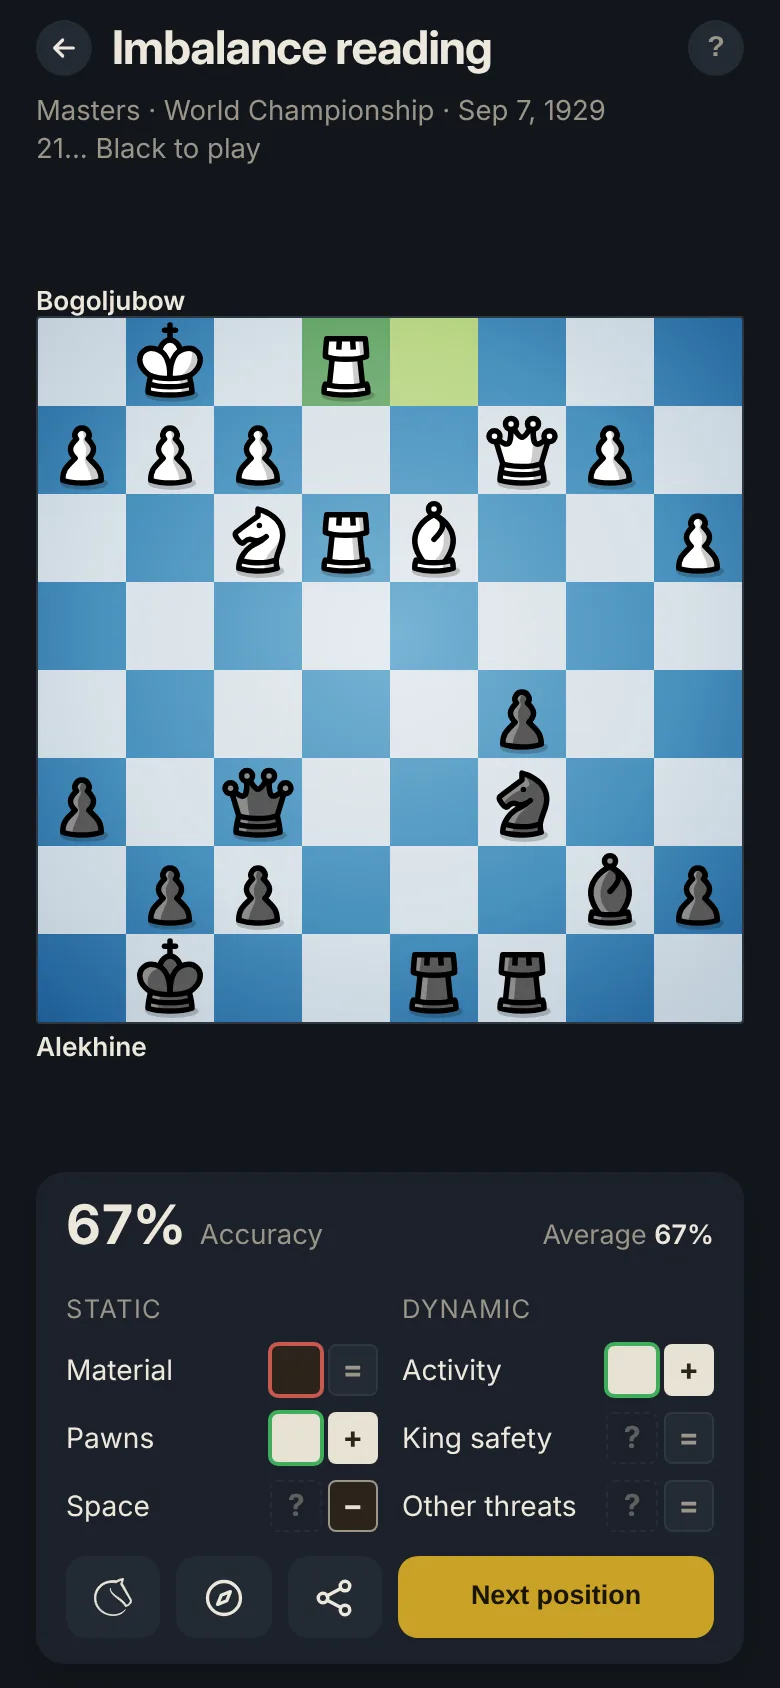 Imbalance reading
?
Masters · World Championship · Sep 7, 1929
21... Black to play
Bogoljubow
Alekhine
67% Accuracy
Average 67%
STATIC
DYNAMIC
Material =
Activity +
Pawns +
King safety ? =
Space ? −
Other threats ? =
Next position